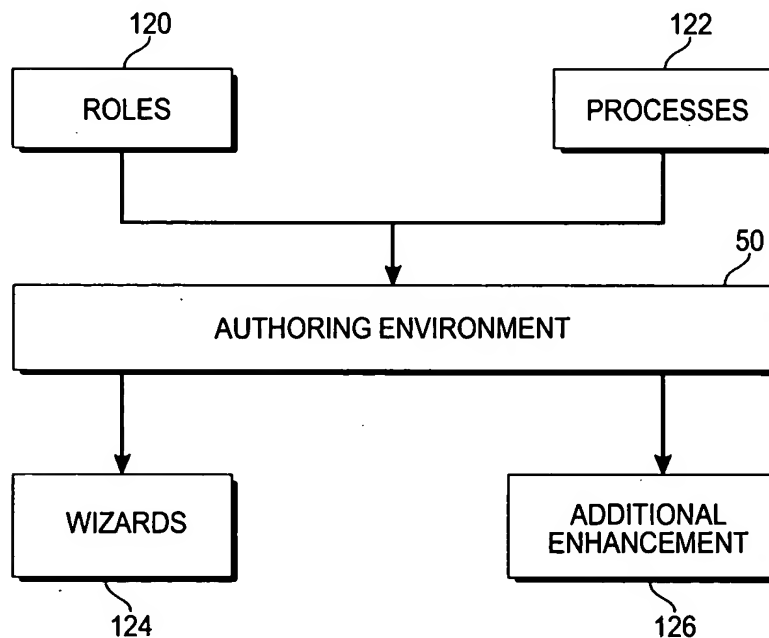 120
122
ROLES
PROCESSES
50
AUTHORING ENVIRONMENT
WIZARDS
ADDITIONAL
ENHANCEMENT
124
126